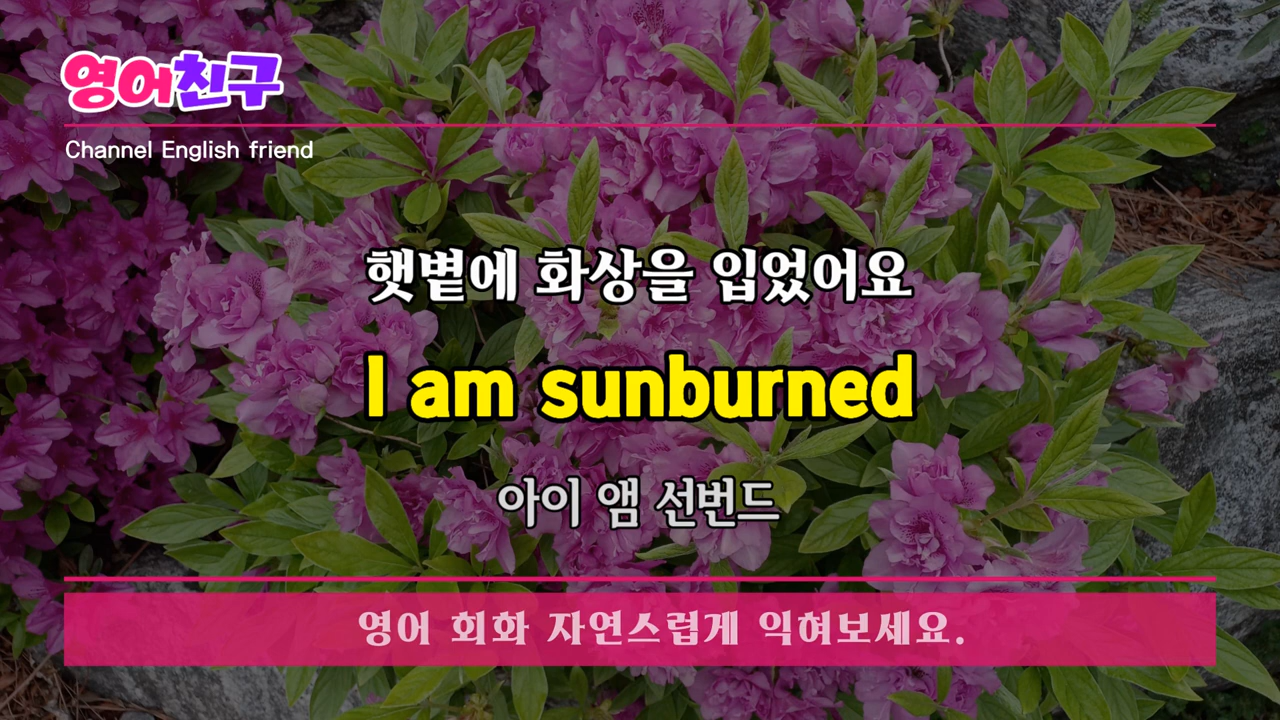 영어친구
Channel English friend
햇볕에 화상을 입었어요
I am sunburned
아이 앰 선번드
영어 회화 자연스럽게 익혀보세요.